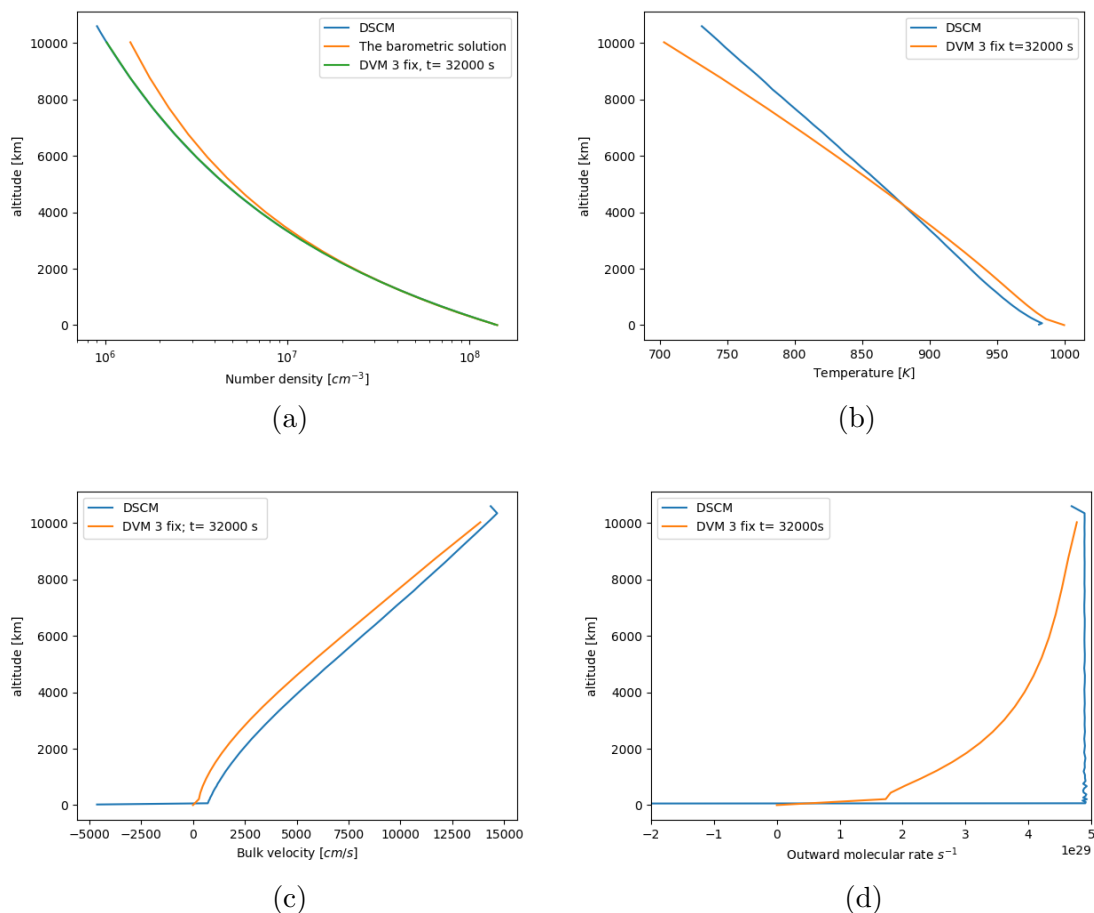 DSCM
The barometric solution
DVM 3 fix, t= 32000 s
altitude [km]
10000
8000
6000
4000
2000
0
10^6
10^7
10^8
Number density [cm^{-3}]
(a)
DSCM
DVM 3 fix t=32000 s
altitude [km]
10000
8000
6000
4000
2000
0
700
750
800
850
900
950
1000
Temperature [K]
(b)
DSCM
DVM 3 fix; t= 32000 s
altitude [km]
10000
8000
6000
4000
2000
0
−5000
−2500
0
2500
5000
7500
10000
12500
15000
Bulk velocity [cm/s]
(c)
DSCM
DVM 3 fix t= 32000s
altitude [km]
10000
8000
6000
4000
2000
0
−2
−1
0
1
2
3
4
5
1e29
Outward molecular rate s^{-1}
(d)